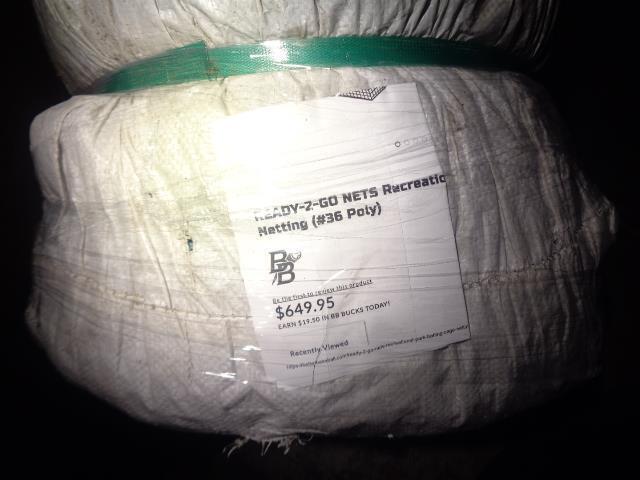 READY-2-GO NETS Recreatio
Netting (#36 Poly)
BB
Be the first to review this product
$649.95
EARN $19.50 IN BB BUCKS TODAY!
Recently Viewed